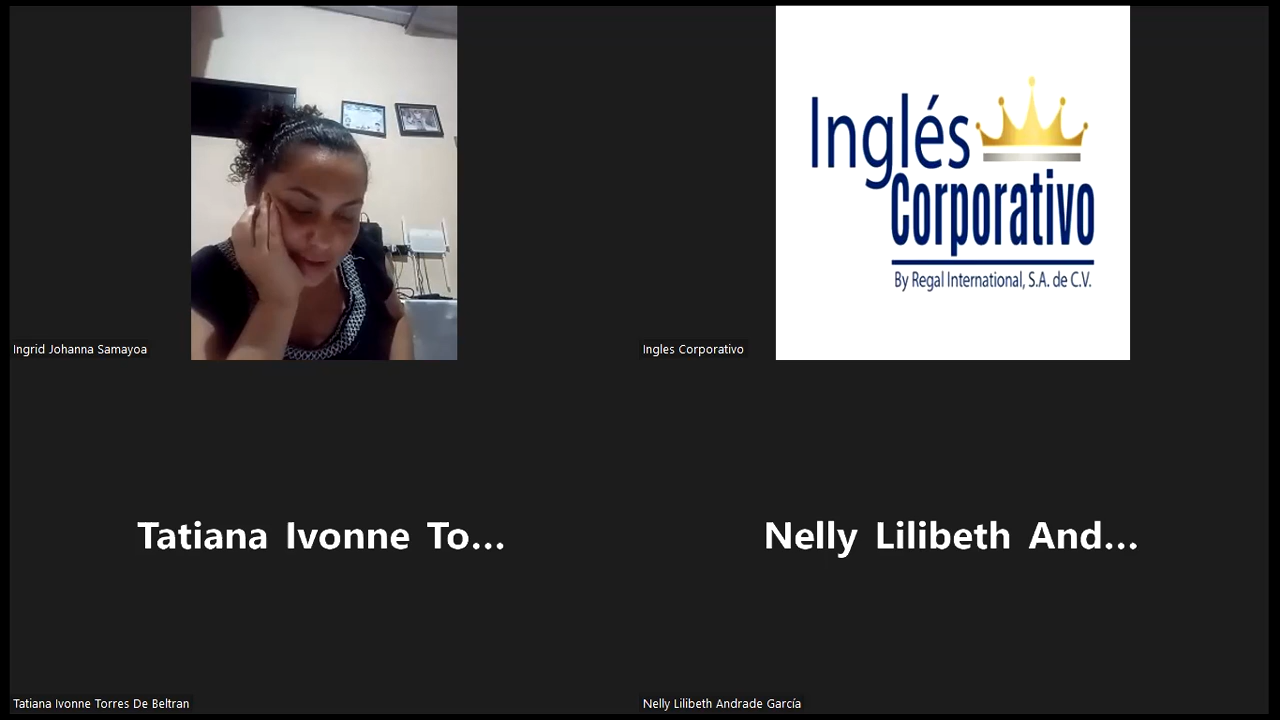 Inglés
Corporativo
By Regal International, S.A. de C.V.
Ingrid Johanna Samayoa
Ingles Corporativo
Tatiana Ivonne To...
Nelly Lilibeth And...
Tatiana Ivonne Torres De Beltran
Nelly Lilibeth Andrade García